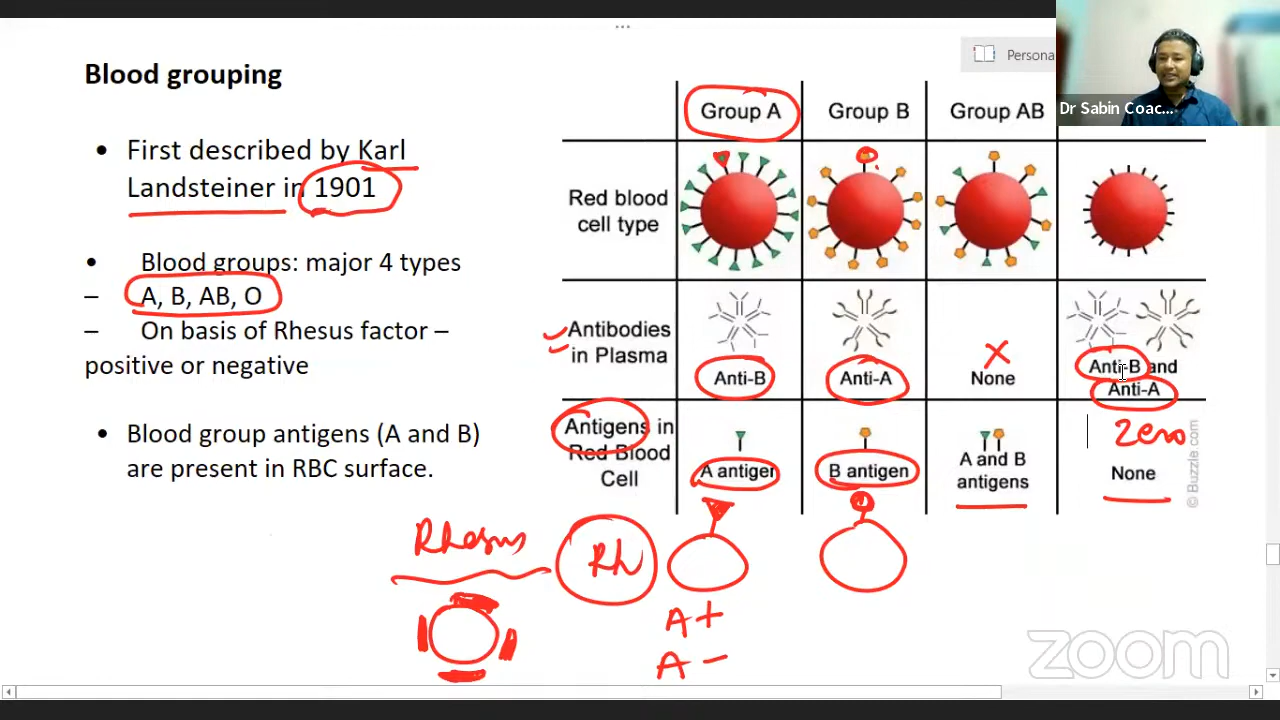 Blood grouping
• First described by Karl
Landsteiner in 1901
• Blood groups: major 4 types
– A, B, AB, O
– On basis of Rhesus factor –
positive or negative
• Blood group antigens (A and B)
are present in RBC surface.
Persona
Dr Sabin Coac...
Group A Group B Group AB
Red blood
cell type
Antibodies
in Plasma
Anti-B Anti-A None Anti-B and
Anti-A
Antigens in
Red Blood
Cell
A antigen B antigen A and B
antigens
zero
None
© Buzzle.com
Rhesus Rh
A+
A –
zoom